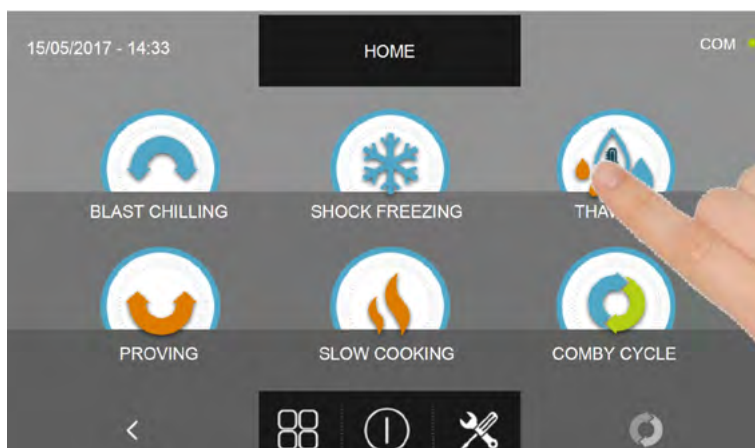 15/05/2017 - 14:33
HOME
COM
BLAST CHILLING
SHOCK FREEZING
PROVING
SLOW COOKING
COMBY CYCLE